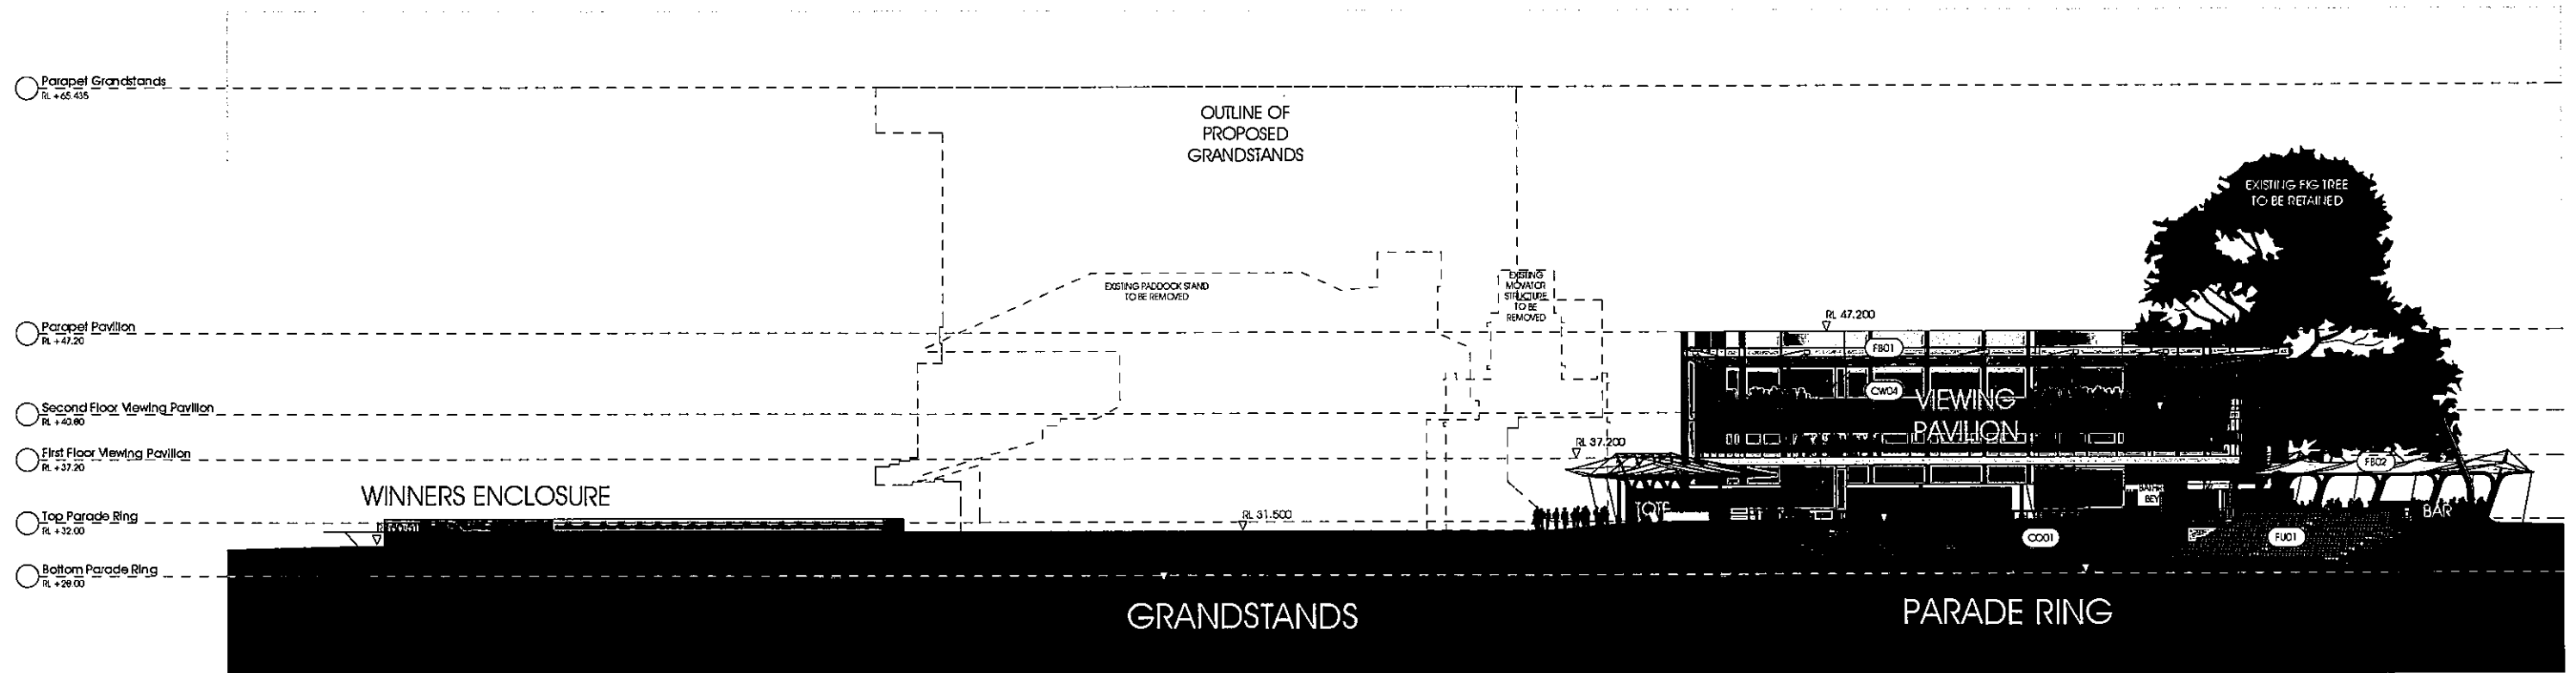 Parapet Grandstands
RL +65.435
OUTLINE OF
PROPOSED
GRANDSTANDS
EXISTING FIG TREE
TO BE RETAINED
EXISTING PADDOCK STAND
TO BE REMOVED
EXISTING
MOVATOR
STRUCTURE
TO BE
REMOVED
Parapet Pavilion
RL +47.20
RL 47.200
FB01
CW04
VIEWING
PAVILION
Second Floor Viewing Pavilion
RL +40.80
First Floor Viewing Pavilion
RL +37.20
RL 37.200
FB02
WINNERS ENCLOSURE
TOTE
BAR
Top Parade Ring
RL +32.00
RL 31.500
CO01
FU01
Bottom Parade Ring
RL +28.00
GRANDSTANDS
PARADE RING